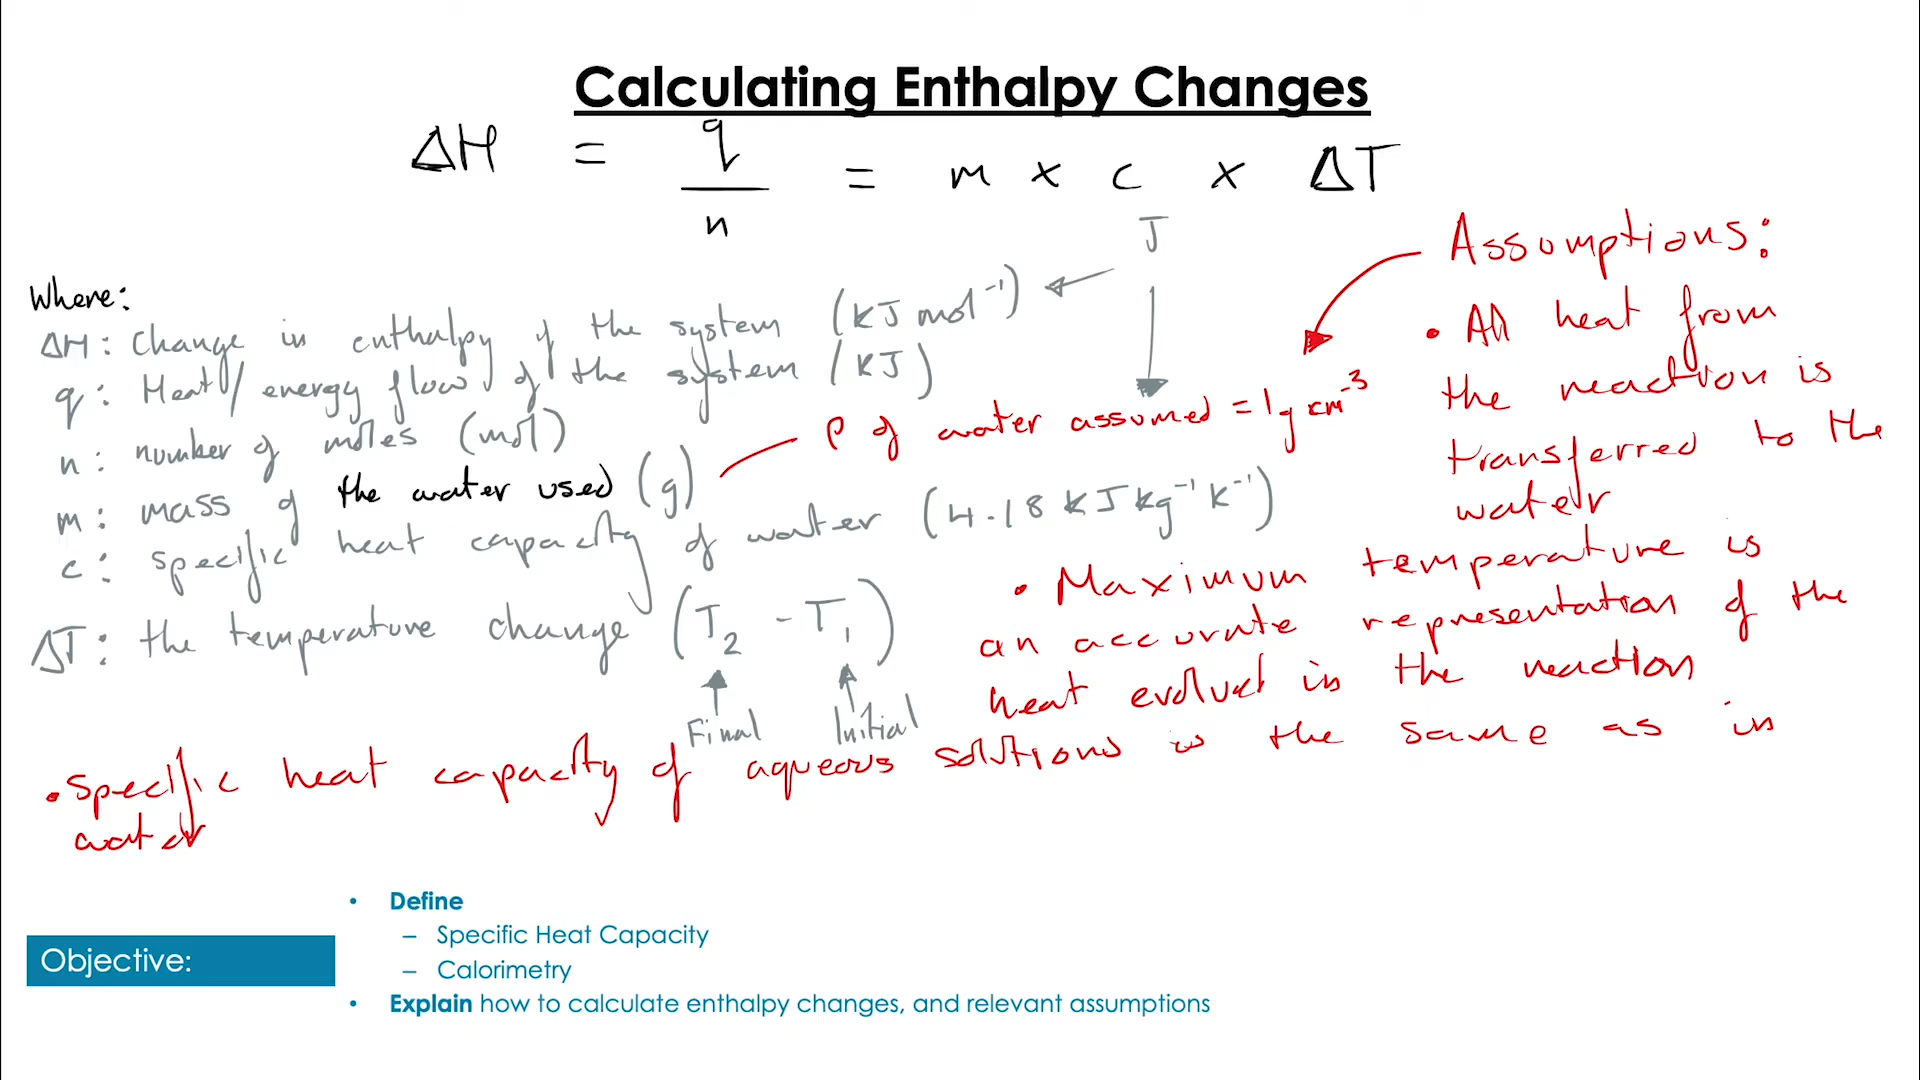 Calculating Enthalpy Changes
ΔH = q/n = m × c × ΔT
J
Assumptions:
Where:
ΔH: Change in enthalpy of the system (KJ mol⁻¹)
q: Heat/energy flow of the system (KJ)
n: number of moles (mol)
m: mass of the water used (g)
ρ of water assumed = 1g cm⁻³
c: specific heat capacity of water (4.18 KJ kg⁻¹ K⁻¹)
ΔT: the temperature change (T₂ - T₁)
Final Initial
• All heat from
the reaction is
transferred to the
water
• Maximum temperature is
an accurate representation of the
heat evolved in the reaction
• Specific heat capacity of aqueous solutions is the same as in
water
Objective:
• Define
– Specific Heat Capacity
– Calorimetry
• Explain how to calculate enthalpy changes, and relevant assumptions